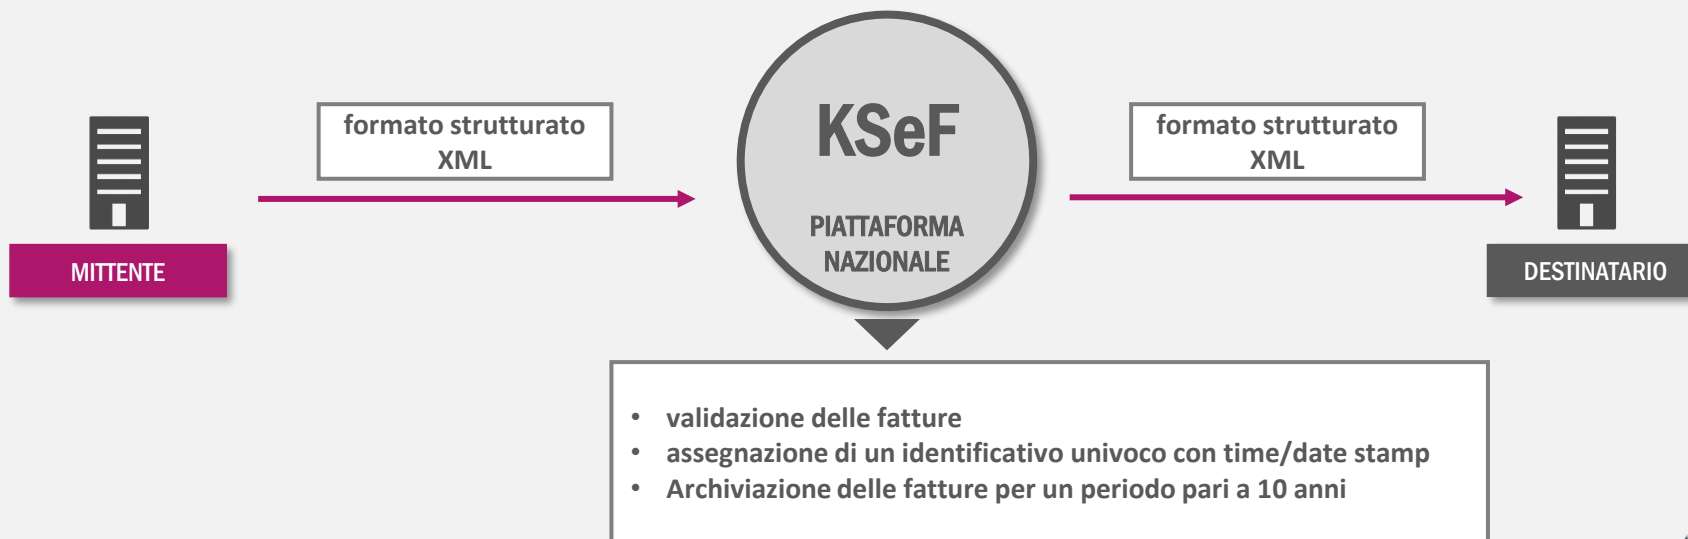 formato strutturato
XML
KSeF
PIATTAFORMA
NAZIONALE
formato strutturato
XML
MITTENTE
DESTINATARIO
• validazione delle fatture
• assegnazione di un identificativo univoco con time/date stamp
• Archiviazione delle fatture per un periodo pari a 10 anni